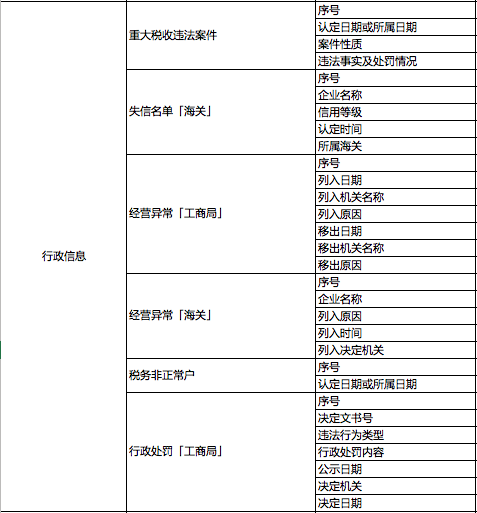 行政信息
重大税收违法案件
序号
认定日期或所属日期
案件性质
违法事实及处罚情况
失信名单「海关」
序号
企业名称
信用等级
认定时间
所属海关
经营异常「工商局」
序号
列入日期
列入机关名称
列入原因
移出日期
移出机关名称
移出原因
经营异常「海关」
序号
企业名称
列入原因
列入时间
列入决定机关
税务非正常户
序号
认定日期或所属日期
行政处罚「工商局」
序号
决定文书号
违法行为类型
行政处罚内容
公示日期
决定机关
决定日期